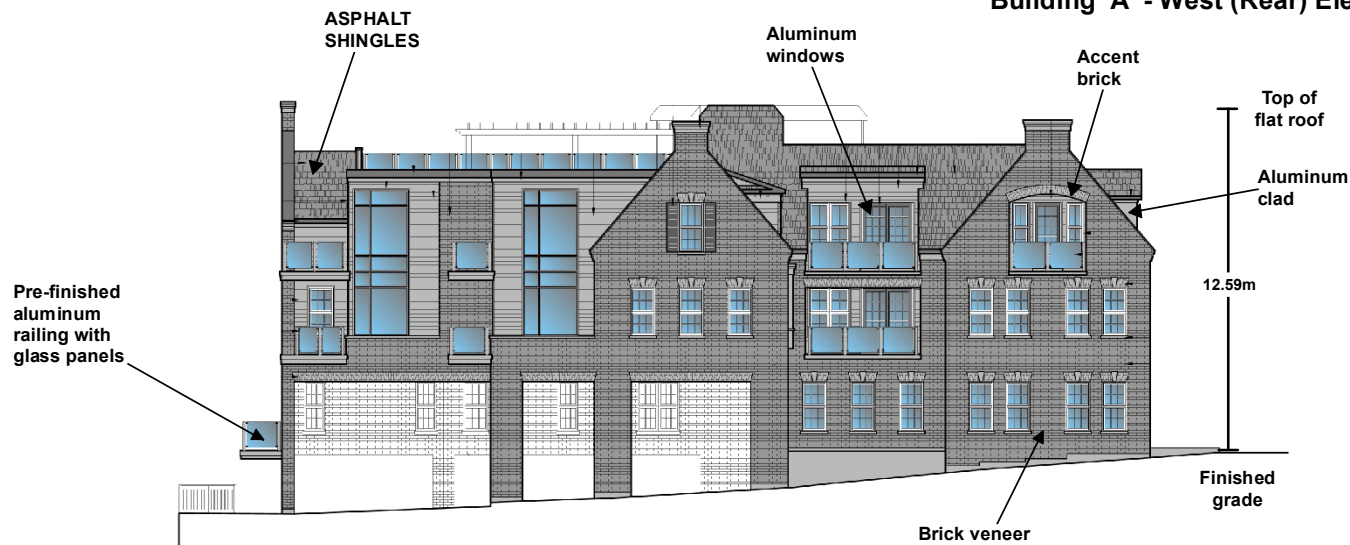 Building 'A' - West (Rear) Ele
ASPHALT
SHINGLES
Aluminum
windows
Accent
brick
Top of
flat roof
Aluminum
clad
Pre-finished
aluminum
railing with
glass panels
12.59m
Finished
grade
Brick veneer